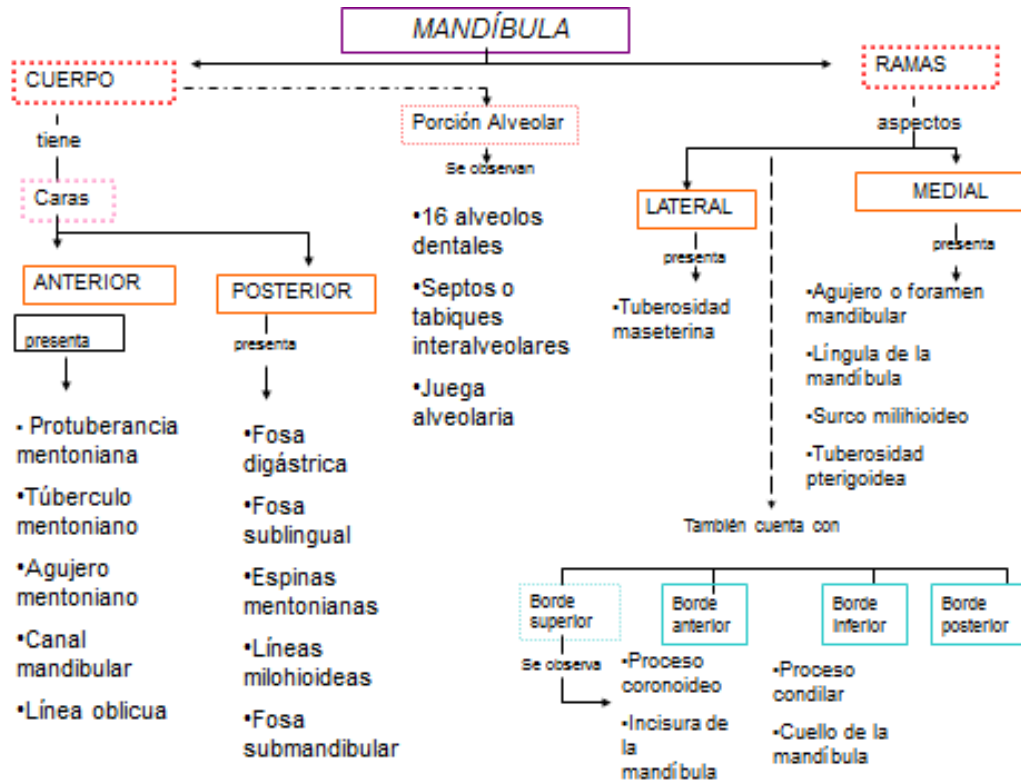 MANDÍBULA
CUERPO
tiene
Caras
ANTERIOR
presenta
▪ Protuberancia
mentoniana
•Túberculo
mentoniano
•Agujero
mentoniano
•Canal
mandibular
•Línea oblicua
POSTERIOR
presenta
•Fosa
digástrica
•Fosa
sublingual
•Espinas
mentonianas
•Líneas
milohioideas
•Fosa
submandibular
Porción Alveolar
Se observan
•16 alveolos
dentales
•Septos o
tabiques
interalveolares
•Juega
alveolaria
RAMAS
aspectos
LATERAL
presenta
▪Tuberosidad
maseterina
MEDIAL
presenta
▪Agujero o foramen
mandibular
▪Língula de la
mandíbula
▪Surco milihioideo
▪Tuberosidad
pterigoidea
También cuenta con
Borde
superior
Se observa
Borde
anterior
Borde
Inferior
Borde
posterior
▪Proceso
coronoideo
▪Incisura de
la
mandíbula
▪Proceso
condilar
▪Cuello de la
mandíbula